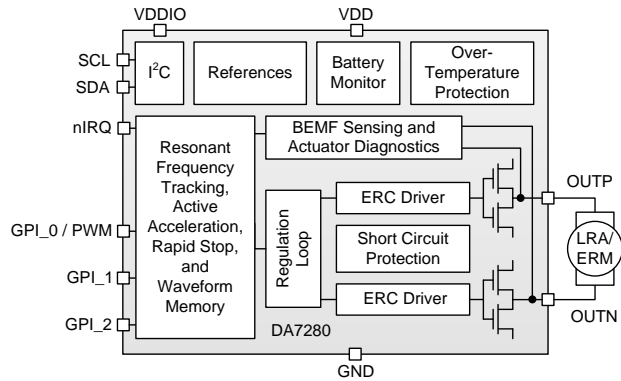 VDDIO
VDD
SCL
SDA
I²C
References
Battery
Monitor
Over-
Temperature
Protection
nIRQ
Resonant
Frequency
Tracking,
Active
Acceleration,
Rapid Stop,
and
Waveform
Memory
BEMF Sensing and
Actuator Diagnostics
Regulation
Loop
ERC Driver
Short Circuit
Protection
ERC Driver
GPI_0 / PWM
GPI_1
GPI_2
OUTP
LRA/
ERM
OUTN
DA7280
GND